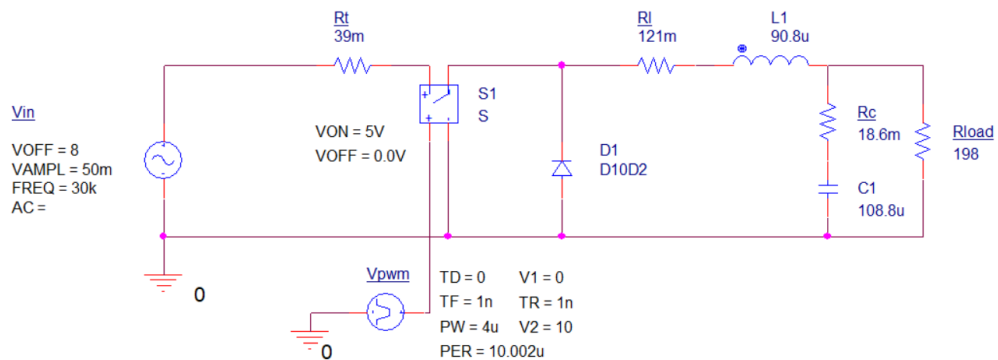 Rt
39m
Rl
121m
L1
90.8u
Vin
VOFF = 8
VAMPL = 50m
FREQ = 30k
AC =
+
+
-
-
S1
S
VON = 5V
VOFF = 0.0V
D1
D10D2
Rc
18.6m
Rload
198
C1
108.8u
0
Vpwm
TD = 0 V1 = 0
TF = 1n TR = 1n
PW = 4u V2 = 10
PER = 10.002u
0